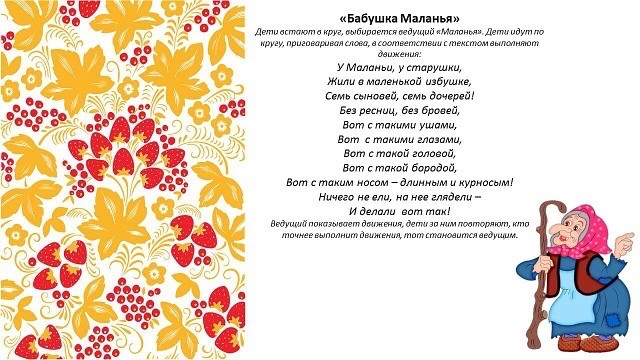 «Бабушка Маланья»
Дети встают в круг, выбирается ведущий «Маланья». Дети идут по
кругу, приговаривая слова, в соответствии с текстом выполняют
движения:
У Маланьи, у старушки,
Жили в маленькой избушке,
Семь сыновей, семь дочерей!
Без ресниц, без бровей,
Вот с такими ушами,
Вот с такими глазами,
Вот с такой головой,
Вот с такой бородой,
Вот с таким носом – длинным и курносым!
Ничего не ели, на нее глядели –
И делали вот так!
Ведущий показывает движения, дети за ним повторяют, кто
точнее выполнит движения, тот становится ведущим.